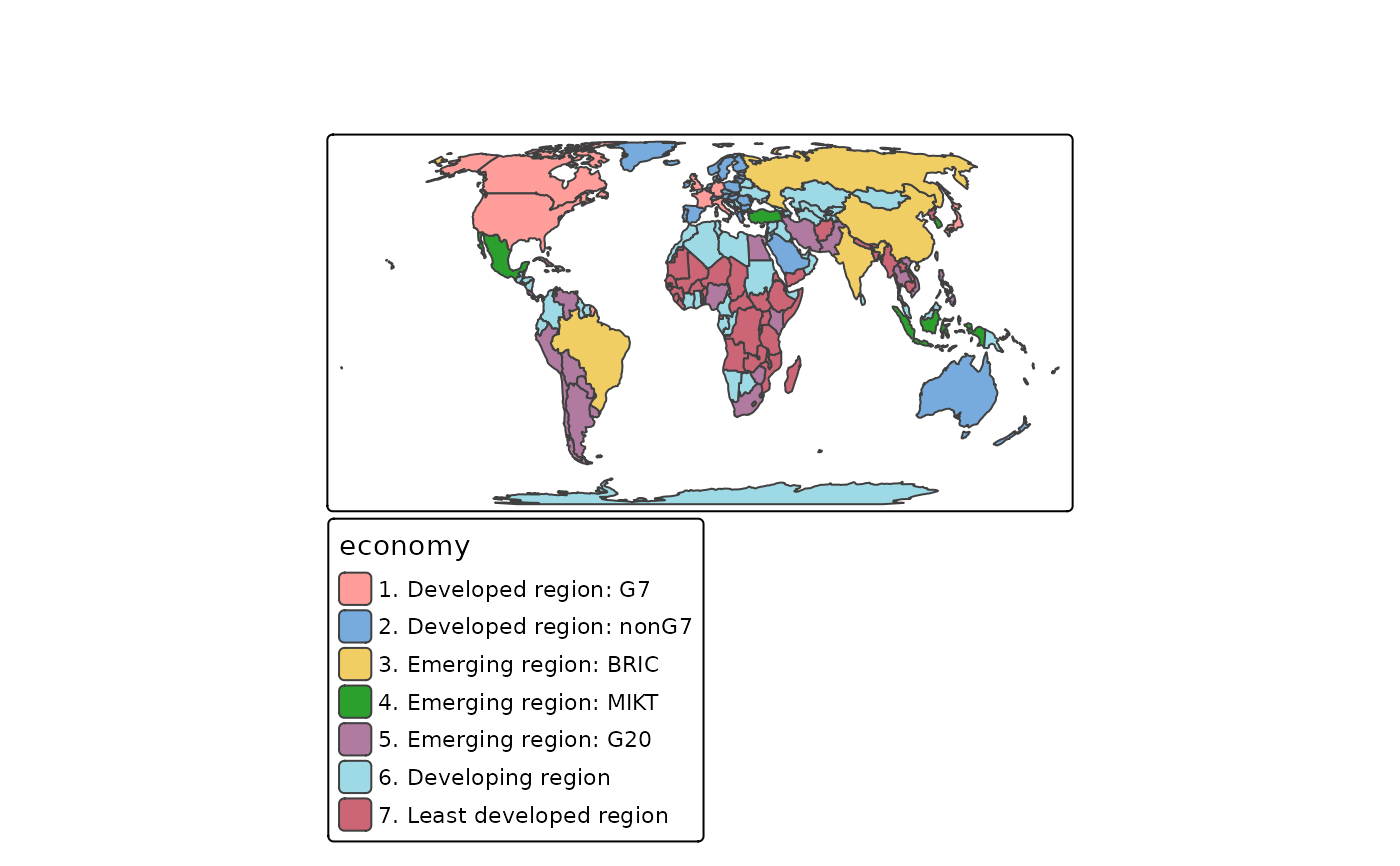 economy
1. Developed region: G7
2. Developed region: nonG7
3. Emerging region: BRIC
4. Emerging region: MIKT
5. Emerging region: G20
6. Developing region
7. Least developed region